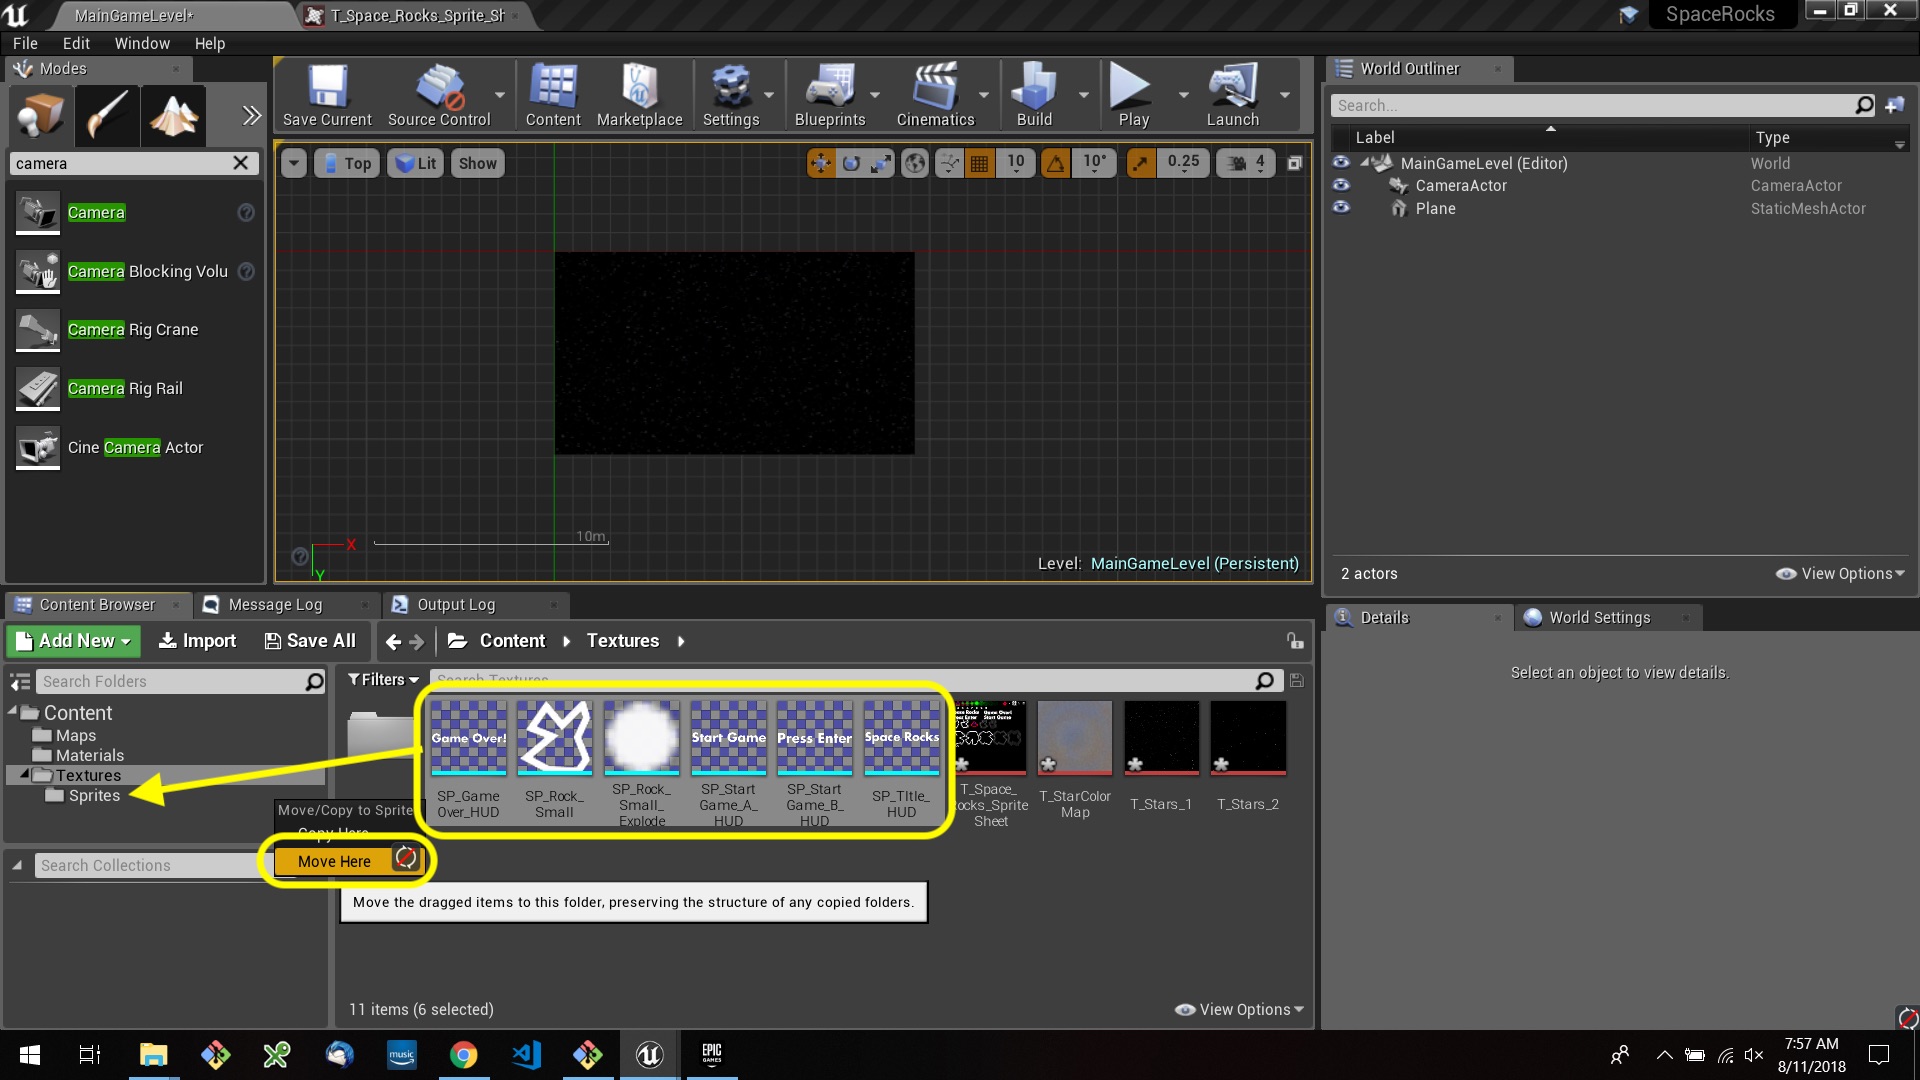 MainGameLevel*
T_Space_Rocks_Sprite_Sh
SpaceRocks
File Edit Window Help
Modes
camera
Camera
Camera Blocking Volu
Camera Rig Crane
Camera Rig Rail
Cine Camera Actor
Save Current
Source Control
Content
Marketplace
Settings
Blueprints
Cinematics
Build
Play
Launch
Top
Lit
Show
10
10°
0.25
4
10m
X
Y
Level: MainGameLevel (Persistent)
World Outliner
Search...
Label Type
MainGameLevel (Editor) World
CameraActor CameraActor
Plane StaticMeshActor
2 actors
View Options
Details
World Settings
Select an object to view details.
Content Browser
Message Log
Output Log
Add New
Import
Save All
Content
Textures
Search Folders
Content
Maps
Materials
Textures
Sprites
Search Collections
Filters
Search Textures
Game Over!
Start Game
Press Enter
Space Rocks
SP_Game
Over_HUD
SP_Rock_
Small
SP_Rock_
Small_
Explode
SP_Start
Game_A_
HUD
SP_Start
Game_B_
HUD
SP_TItle_
HUD
T_Space_
ocks_Sprite
Sheet
T_StarColor
Map
T_Stars_1
T_Stars_2
Move/Copy to Sprite
Copy Here
Move Here
Move the dragged items to this folder, preserving the structure of any copied folders.
11 items (6 selected)
View Options
music
EPIC
GAMES
7:57 AM
8/11/2018